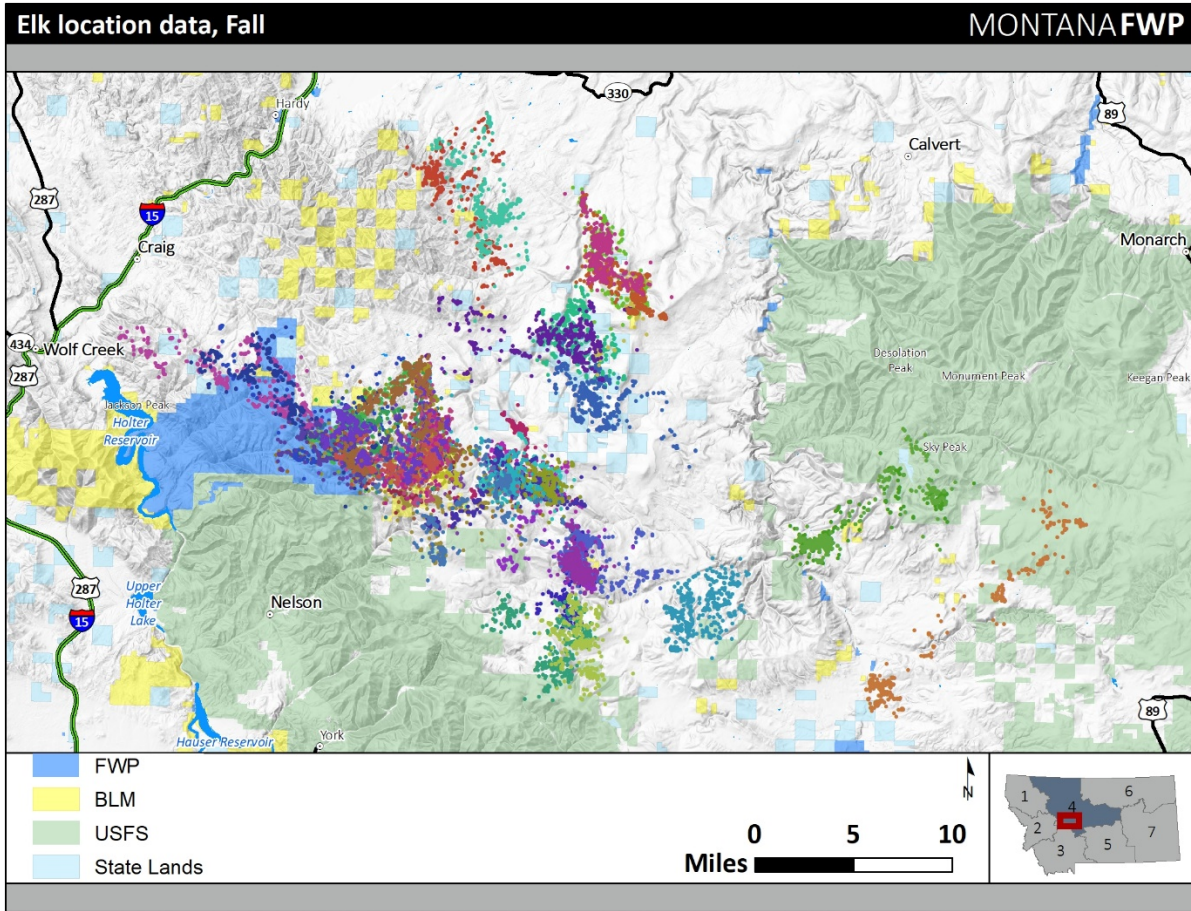 Elk location data, Fall
MONTANA FWP
330
Hardy
89
287
Calvert
15
Craig
Monarch
434
Wolf Creek
287
Desolation
Peak
Monument Peak
Keegan Peak
Jackson Peak
Holter
Reservoir
Sky Peak
287
Upper
Holter
Lake
Nelson
15
89
Hauser Reservoir
York
FWP
BLM
USFS
State Lands
N
0 5 10
Miles
1
2
3
4
5
6
7